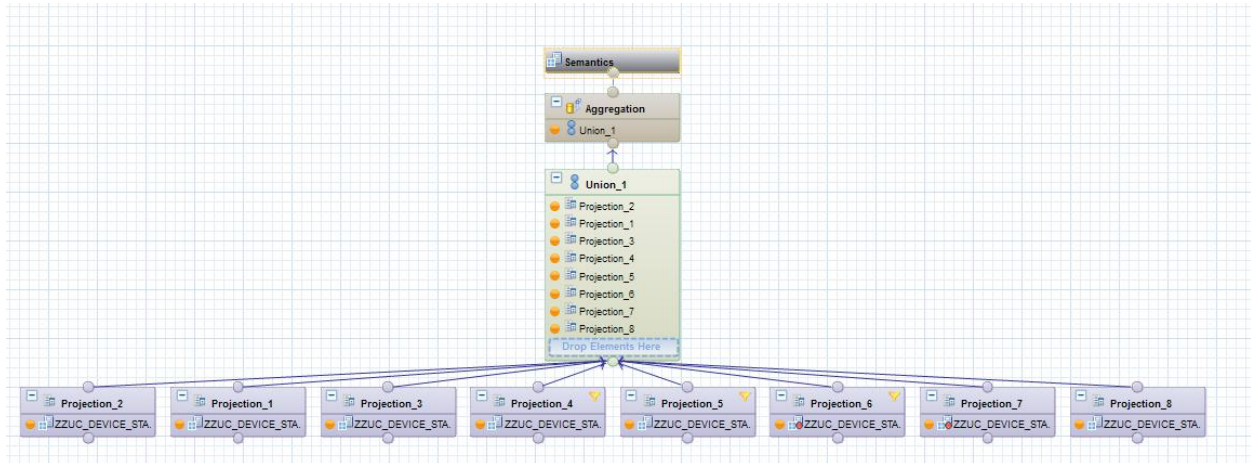 Semantics
Aggregation
Union_1
Union_1
Projection_2
Projection_1
Projection_3
Projection_4
Projection_5
Projection_6
Projection_7
Projection_8
Drop Elements Here
Projection_2 Projection_1 Projection_3 Projection_4 Projection_5 Projection_6 Projection_7 Projection_8
ZZUC_DEVICE_STA. ZZUC_DEVICE_STA. ZZUC_DEVICE_STA. ZZUC_DEVICE_STA. ZZUC_DEVICE_STA. ZZUC_DEVICE_STA. ZZUC_DEVICE_STA. ZZUC_DEVICE_STA.